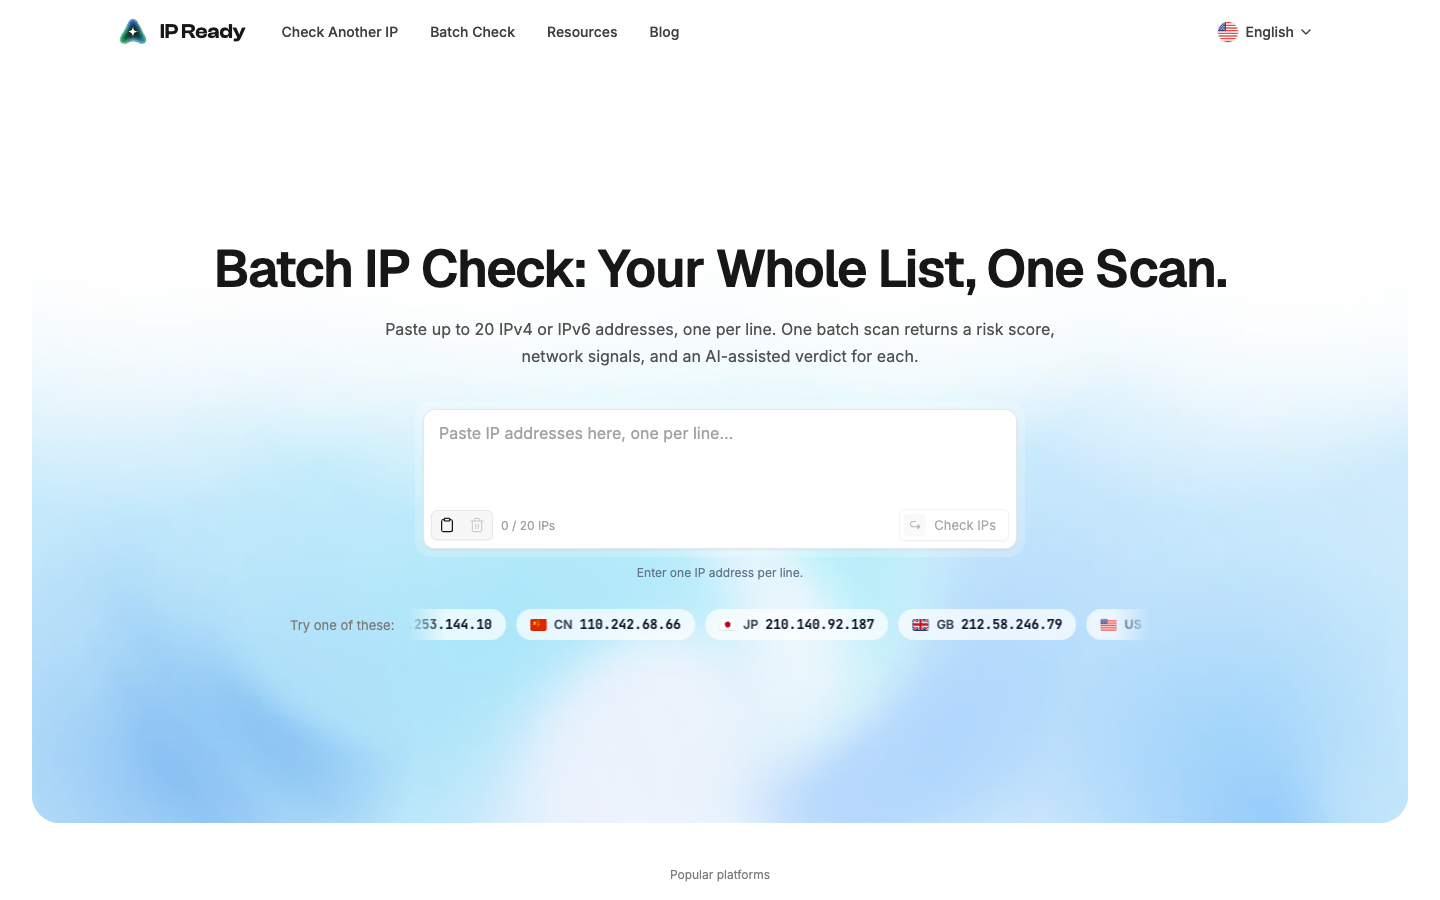 IP Ready
Check Another IP
Batch Check
Resources
Blog
English
Batch IP Check: Your Whole List, One Scan.
Paste up to 20 IPv4 or IPv6 addresses, one per line. One batch scan returns a risk score,
network signals, and an AI-assisted verdict for each.
Paste IP addresses here, one per line...
0 / 20 IPs
Check IPs
Enter one IP address per line.
Try one of these:
.253.144.10
CN 110.242.68.66
JP 210.140.92.187
GB 212.58.246.79
US
Popular platforms